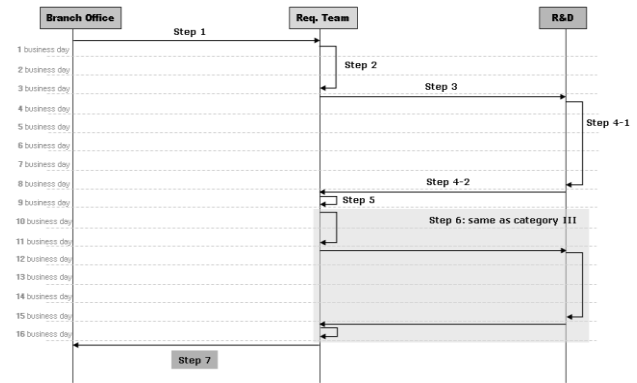 Branch Office
Req. Team
R&D
Step 1
1 business day
Step 2
2 business day
3 business day
Step 3
4 business day
Step 4-1
5 business day
6 business day
7 business day
8 business day
Step 4-2
9 business day
Step 5
10 business day
Step 6: same as category III
11 business day
12 business day
13 business day
14 business day
15 business day
16 business day
Step 7